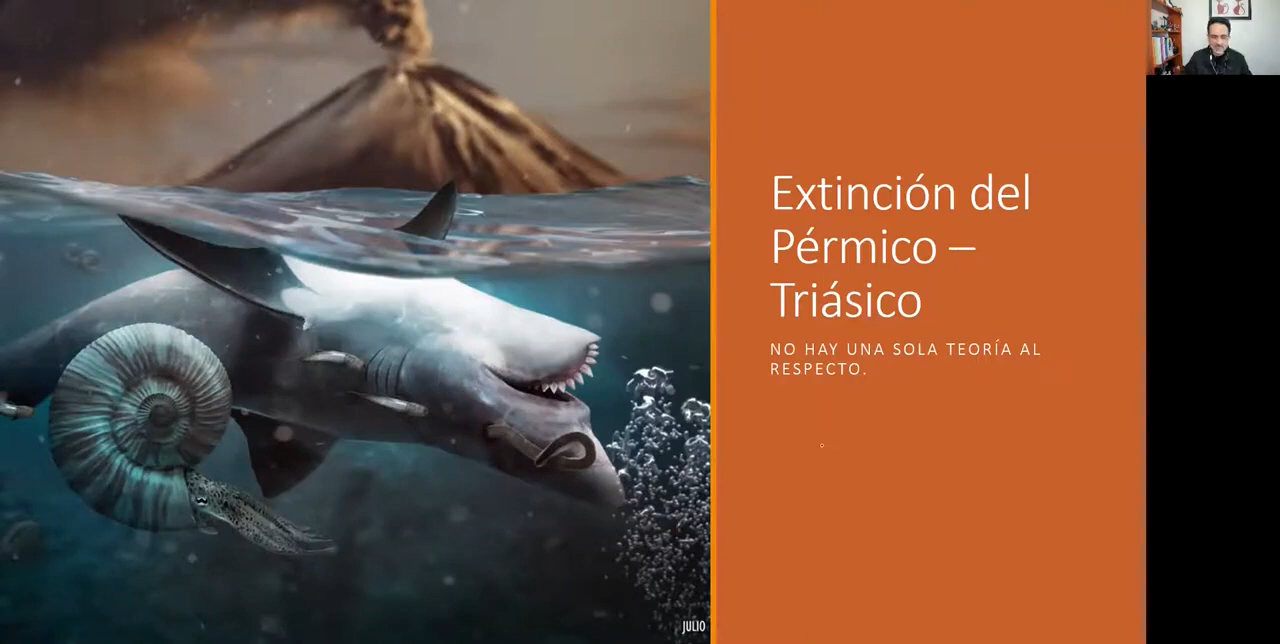 Extinción del
Pérmico –
Triásico
NO HAY UNA SOLA TEORÍA AL
RESPECTO.
JULIO